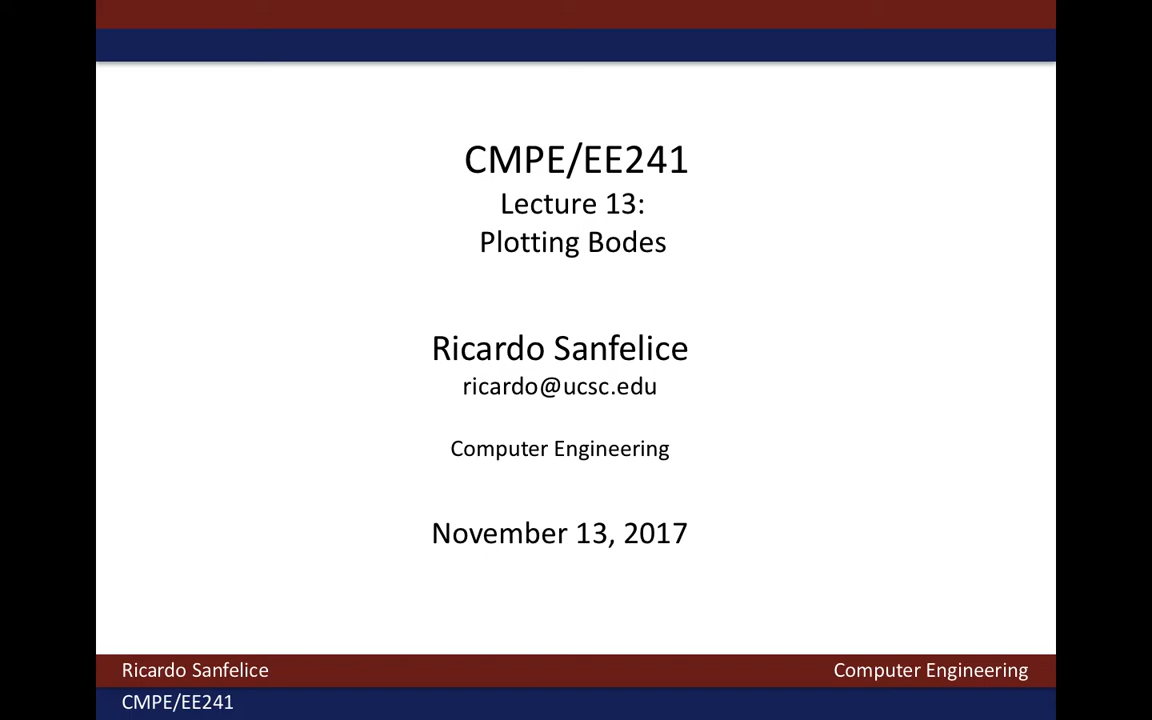 CMPE/EE241
Lecture 13:
Plotting Bodes
Ricardo Sanfelice
ricardo@ucsc.edu
Computer Engineering
November 13, 2017
Ricardo Sanfelice
Computer Engineering
CMPE/EE241